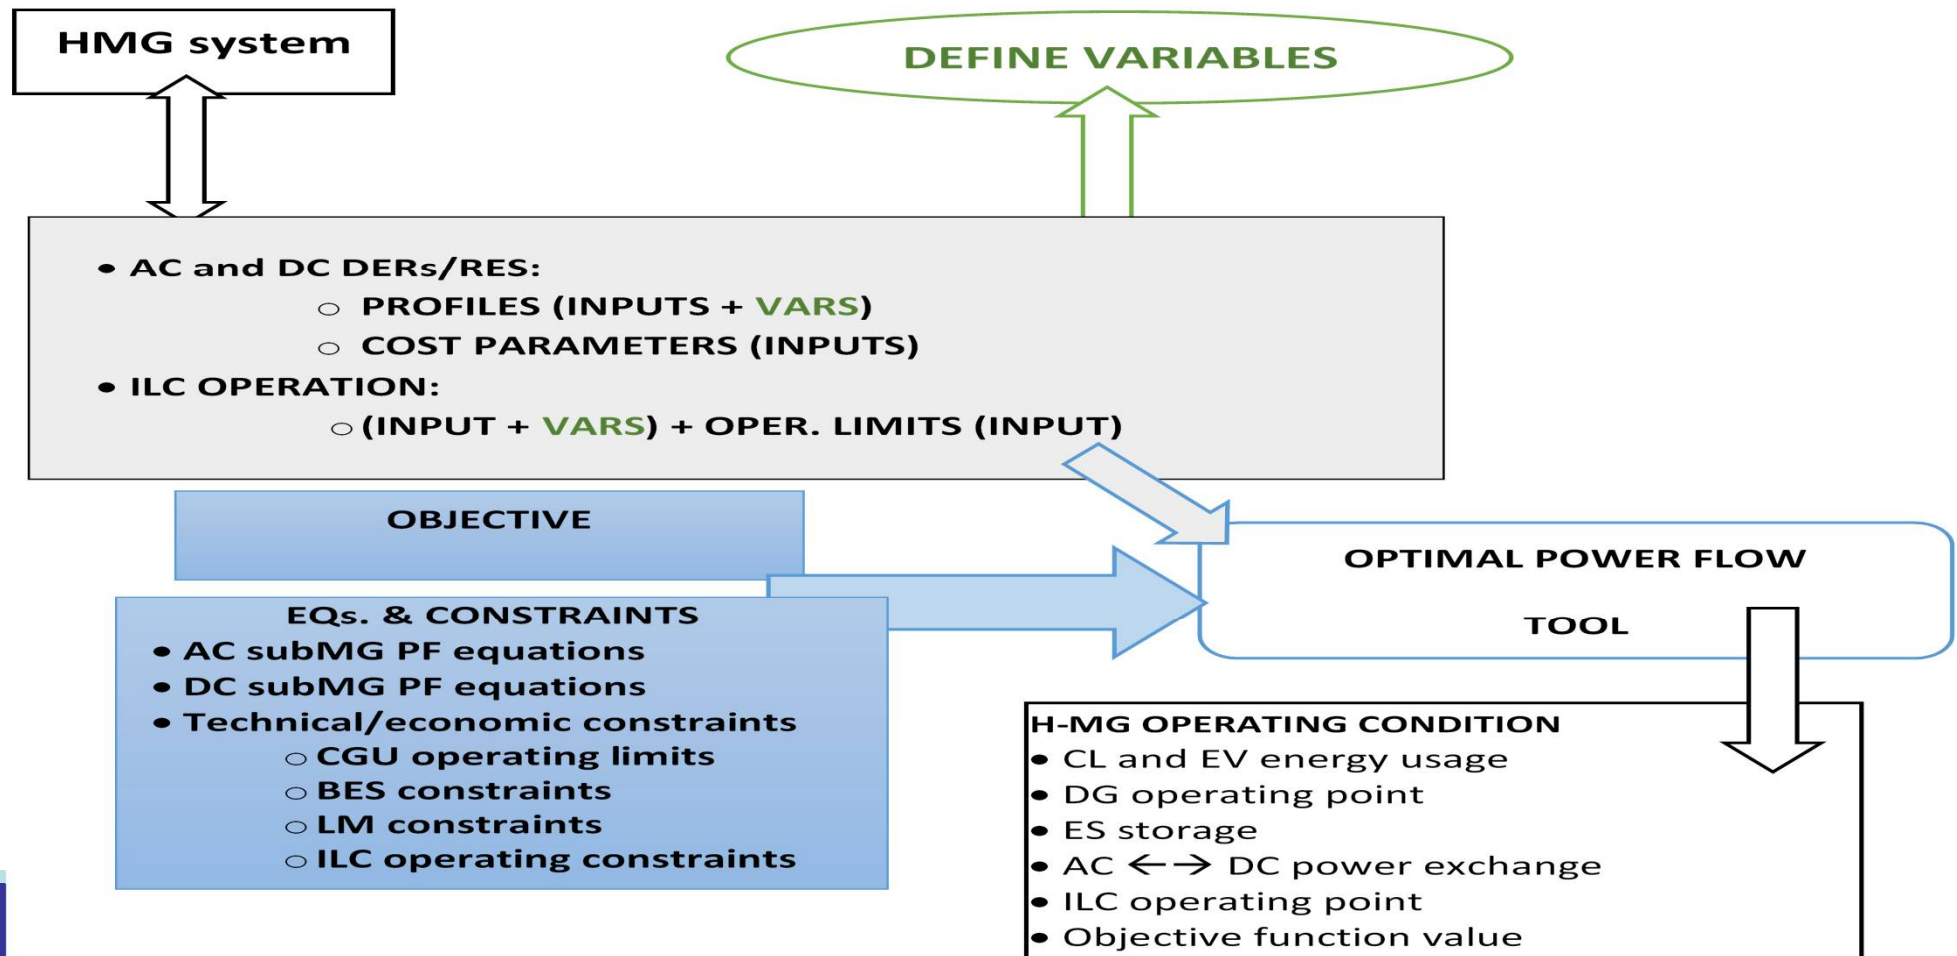 HMG system
DEFINE VARIABLES
• AC and DC DERs/RES:
○ PROFILES (INPUTS + VARS)
○ COST PARAMETERS (INPUTS)
• ILC OPERATION:
○ (INPUT + VARS) + OPER. LIMITS (INPUT)
OBJECTIVE
EQs. & CONSTRAINTS
• AC subMG PF equations
• DC subMG PF equations
• Technical/economic constraints
○ CGU operating limits
○ BES constraints
○ LM constraints
○ ILC operating constraints
OPTIMAL POWER FLOW
TOOL
H-MG OPERATING CONDITION
• CL and EV energy usage
• DG operating point
• ES storage
• AC ←→ DC power exchange
• ILC operating point
• Objective function value